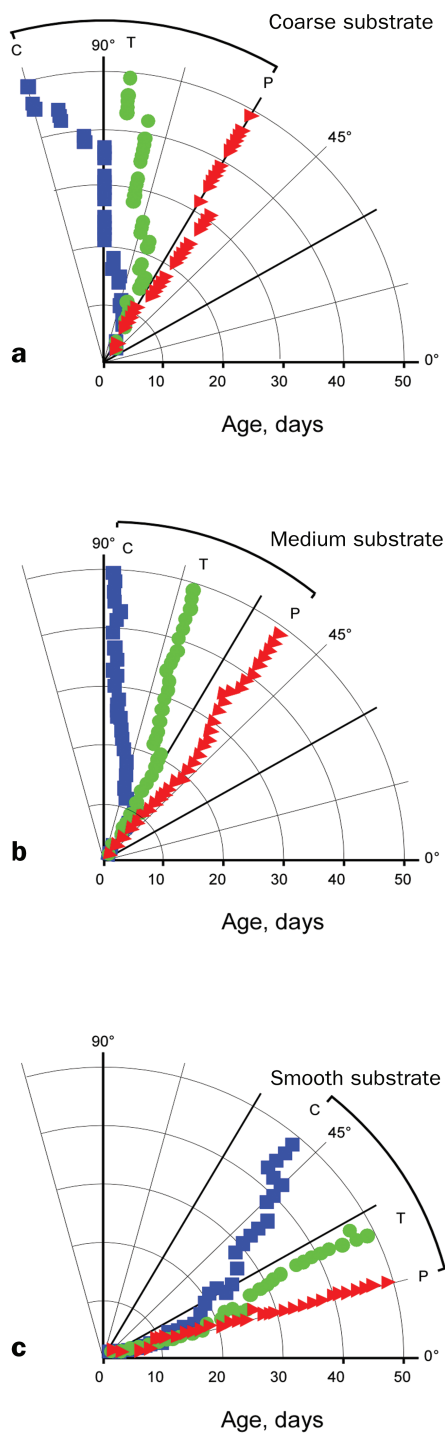 Coarse substrate
C
90° T
P
45°
a
0°
0 10 20 30 40 50
Age, days
Medium substrate
90° C
T
P
45°
b
0°
0 10 20 30 40 50
Age, days
90°
Smooth substrate
C
45°
T
P
c
0°
0 10 20 30 40 50
Age, days